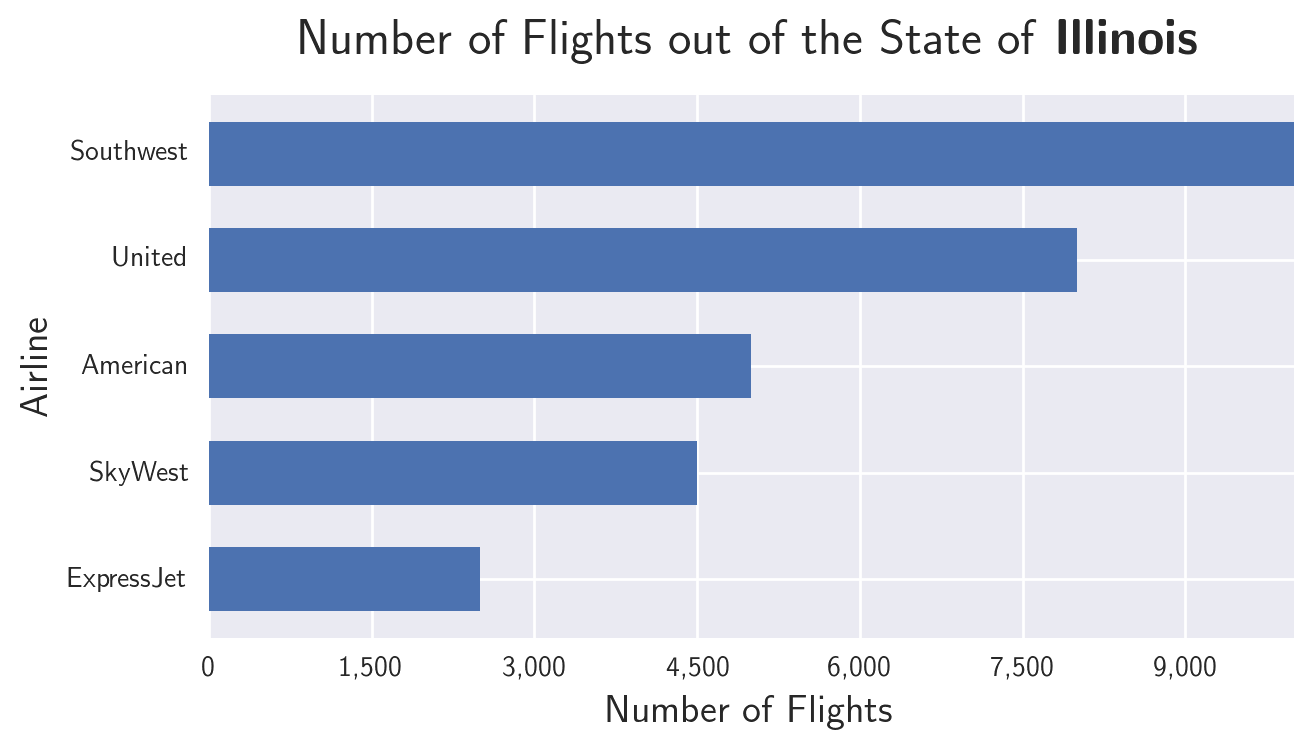 Number of Flights out of the State of Illinois
Southwest
United
American
SkyWest
ExpressJet
Airline
0 1,500 3,000 4,500 6,000 7,500 9,000
Number of Flights